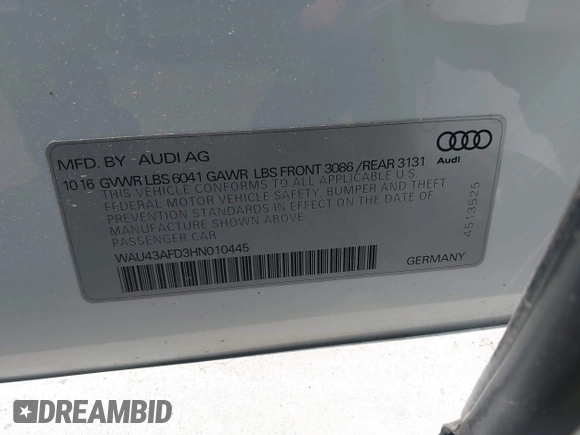 MFD. BY AUDI AG
10 16 GVWR LBS 6041 GAWR LBS FRONT 3086 /REAR 3131
THIS VEHICLE CONFORMS TO ALL APPLICABLE U.S.
FEDERAL MOTOR VEHICLE SAFETY, BUMPER AND THEFT
PREVENTION STANDARDS IN EFFECT ON THE DATE OF
MANUFACTURE SHOWN ABOVE
PASSENGER CAR
WAU43AFD3HN010445
GERMANY
Audi
4513525
DREAMBID